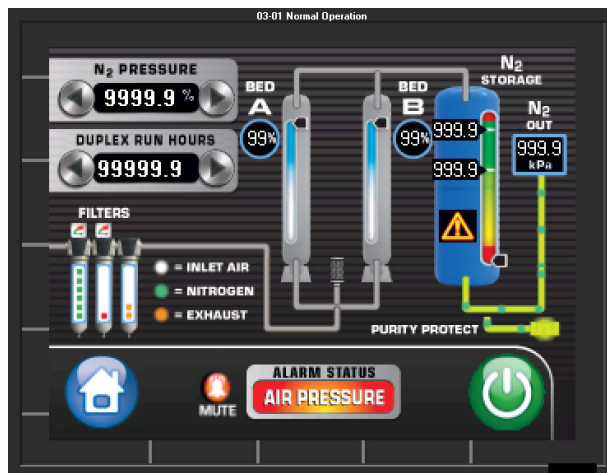 03-01 Normal Operation
N2 PRESSURE
9999.9 %
DUPLEX RUN HOURS
99999.9
BED
A
99%
BED
B
99%
N2
STORAGE
999.9
999.9
N2
OUT
999.9
kPa
FILTERS
= INLET AIR
= NITROGEN
= EXHAUST
PURITY PROTECT
MUTE
ALARM STATUS
AIR PRESSURE